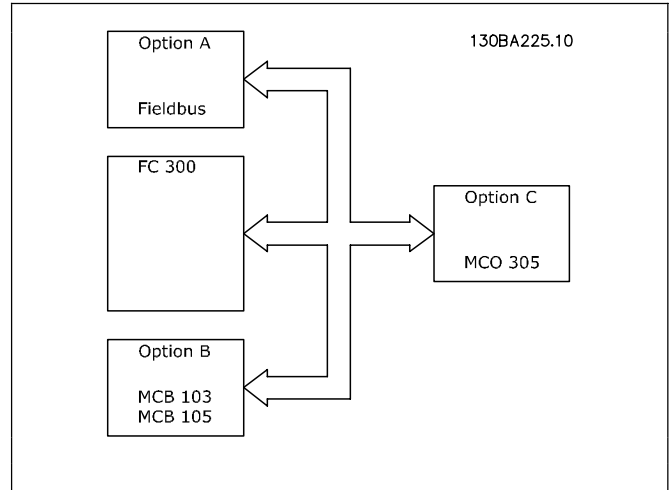 130BA225.10
Option A
Fieldbus
FC 300
Option C
MCO 305
Option B
MCB 103
MCB 105